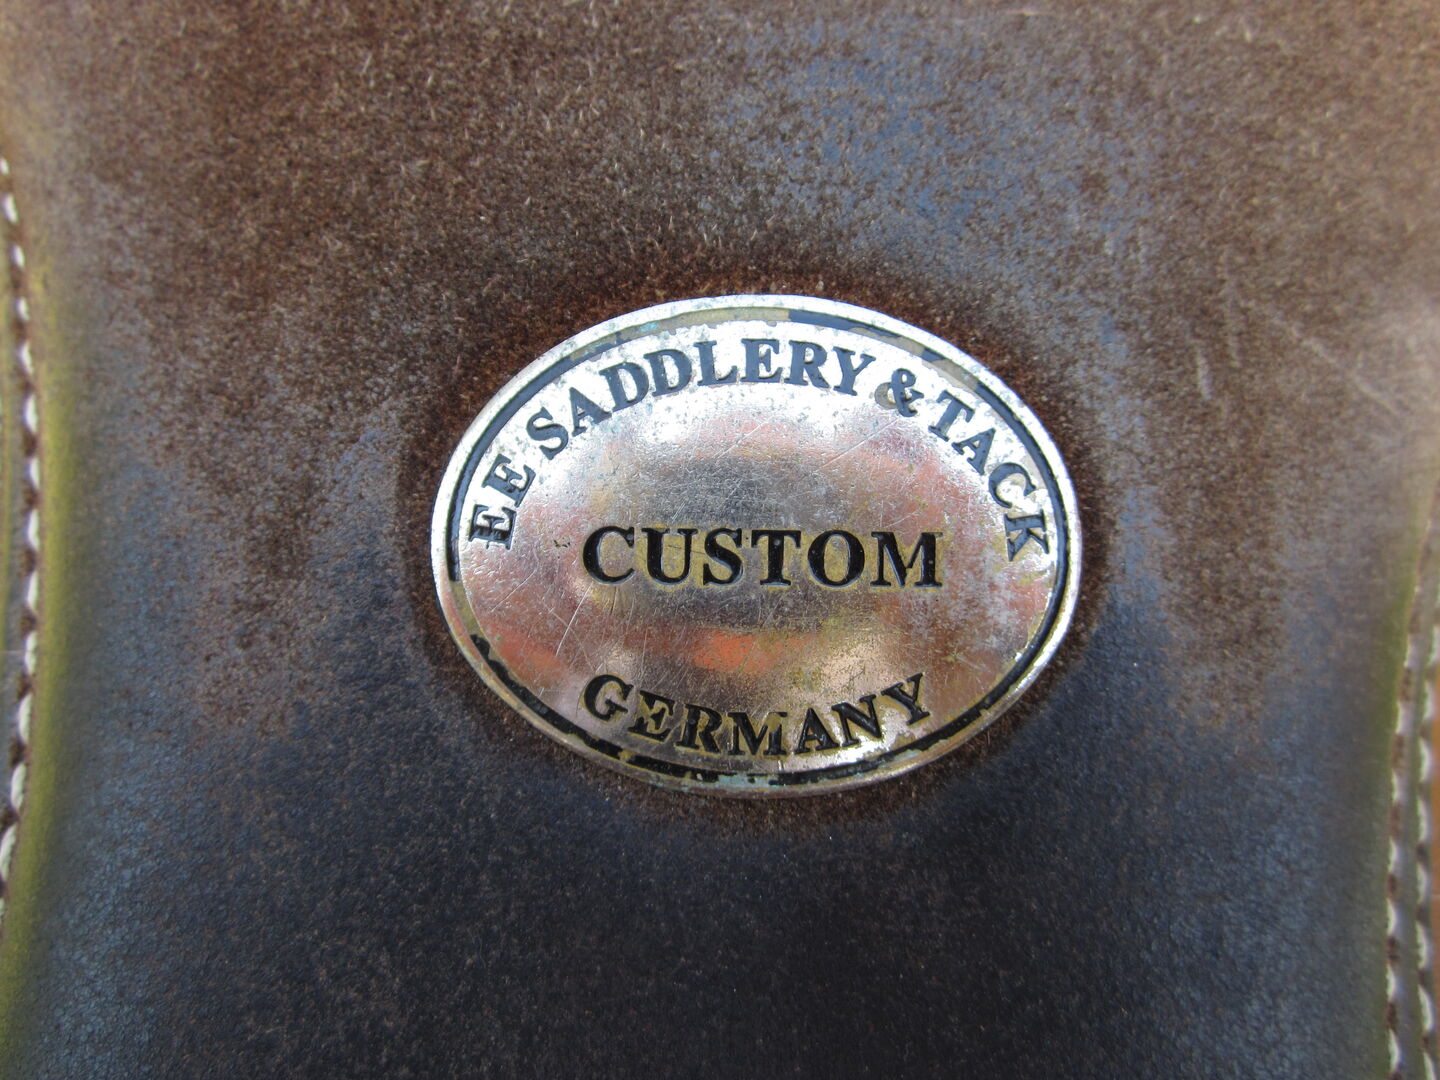 EE SADDLERY & TACK
CUSTOM
GERMANY